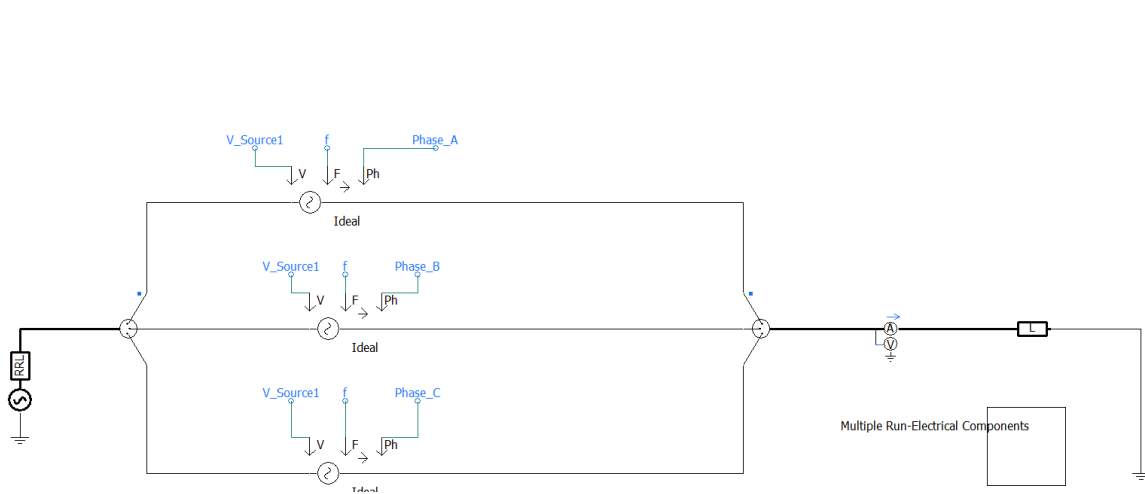 V_Source1 f Phase_A
V F Ph
Ideal
V_Source1 f Phase_B
V F Ph
Ideal
RRL
A
L
V
V_Source1 f Phase_C
Multiple Run-Electrical Components
V F Ph
Ideal